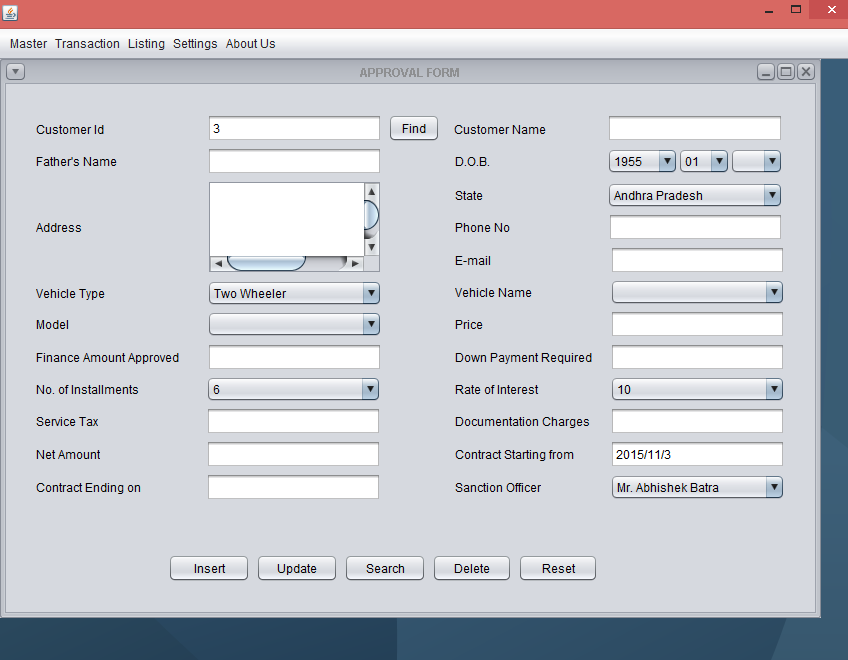 Master Transaction Listing Settings About Us
APPROVAL FORM
Customer Id 3 Find Customer Name
Father's Name D.O.B. 1955 01
Address State Andhra Pradesh
Phone No
E-mail
Vehicle Type Two Wheeler Vehicle Name
Model Price
Finance Amount Approved Down Payment Required
No. of Installments 6 Rate of Interest 10
Service Tax Documentation Charges
Net Amount Contract Starting from 2015/11/3
Contract Ending on Sanction Officer Mr. Abhishek Batra
Insert Update Search Delete Reset